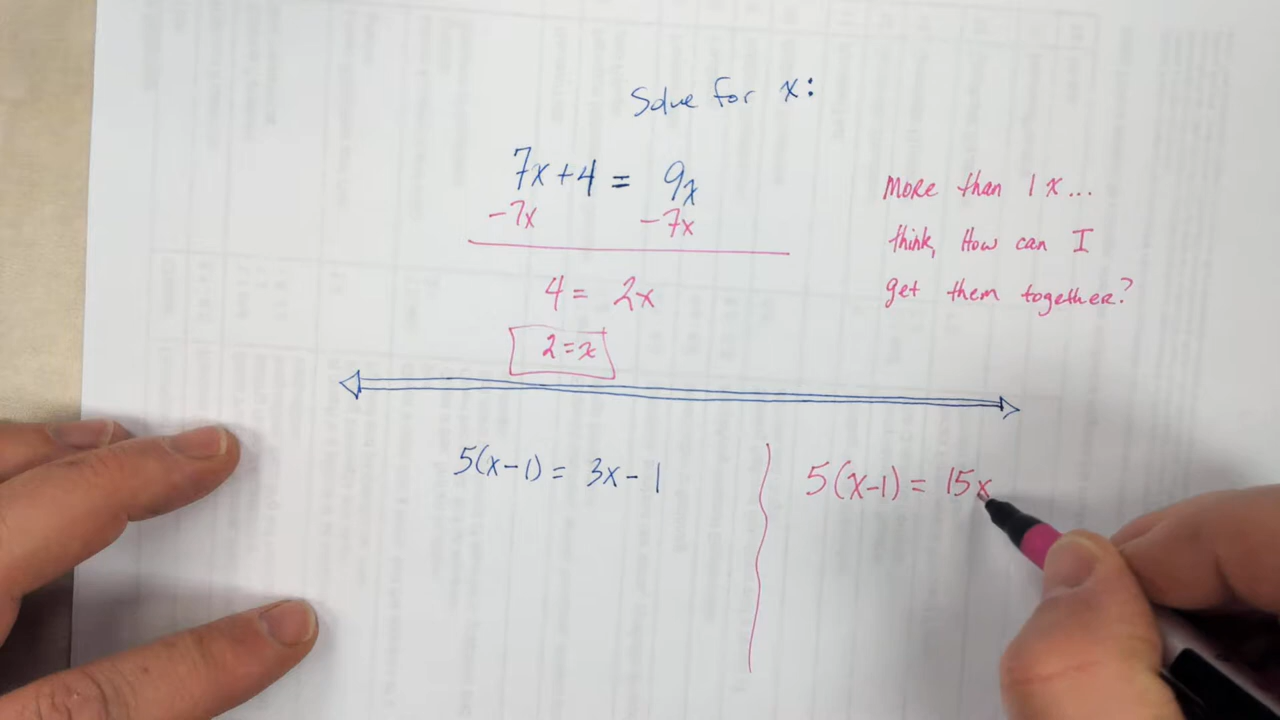 Solve for x:
7x+4 = 9x
-7x -7x
4 = 2x
2=x
More than 1 x...
think, How can I
get them together?
5(x-1) = 3x-1
5(x-1) = 15x